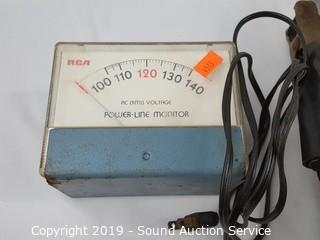 RCA
100 110 120 130 140
AC (RMS) VOLTAGE
POWER-LINE MONITOR
Copyright 2019 - Sound Auction Service